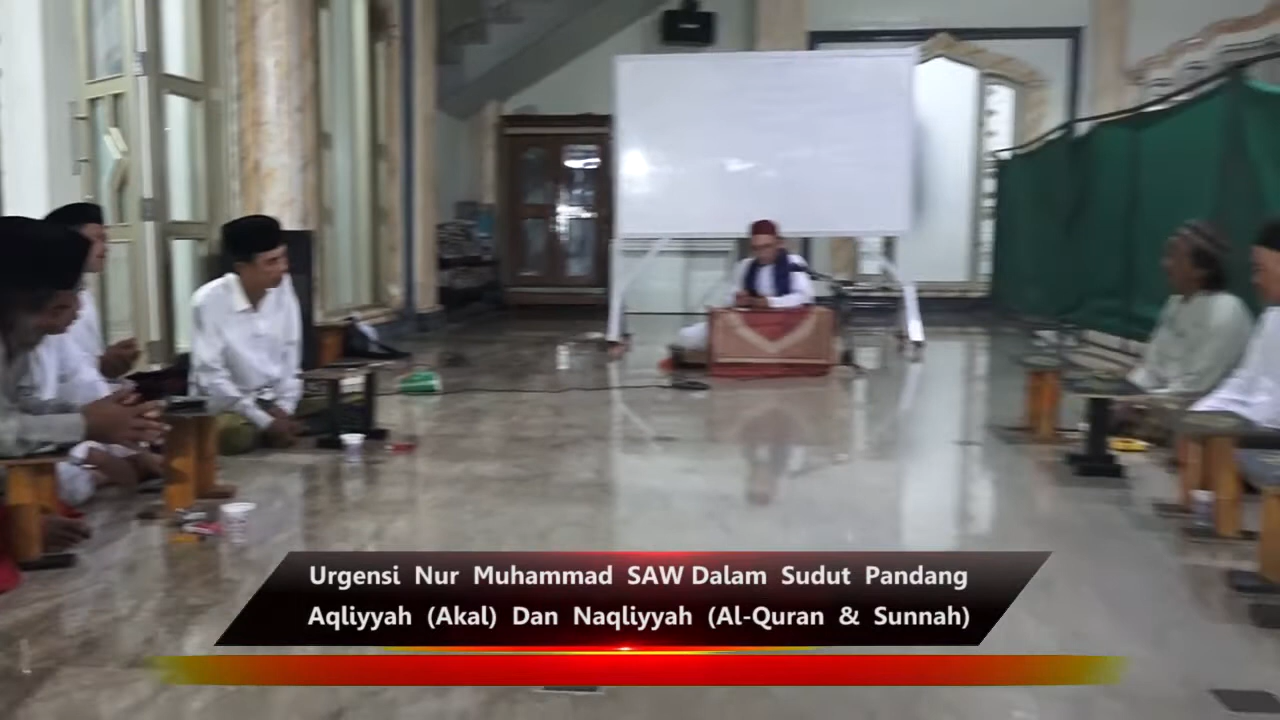 Urgensi Nur Muhammad SAW Dalam Sudut Pandang
Aqliyyah (Akal) Dan Naqliyyah (Al-Quran & Sunnah)